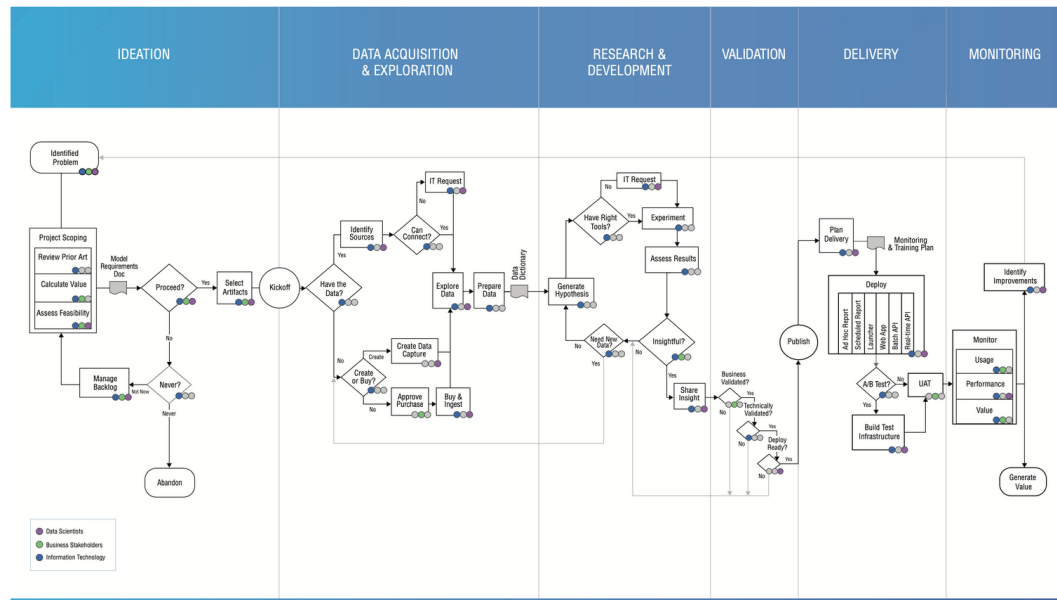 IDEATION
DATA ACQUISITION
& EXPLORATION
RESEARCH &
DEVELOPMENT
VALIDATION
DELIVERY
MONITORING
Identified
Problem
Project Scoping
Review Prior Art
Calculate Value
Assess Feasibility
Model
Requirements
Doc
Proceed?
Yes
No
Select
Artifacts
Manage
Backlog
Not Now
Never?
Never
Abandon
Kickoff
Have the
Data?
Yes
No
Identify
Sources
Can
Connect?
No
Yes
IT Request
Create
or Buy?
Create
No
Create Data
Capture
Approve
Purchase
Buy &
Ingest
Explore
Data
Prepare
Data
Data
Dictionary
Generate
Hypothesis
Have Right
Tools?
No
Yes
IT Request
Experiment
Assess Results
Insightful?
No
Yes
Need New
Data?
No
Yes
Share
Insight
Business
Validated?
Yes
No
Technically
Validated?
Yes
No
Deploy
Ready?
Yes
No
Publish
Plan
Delivery
Monitoring
& Training Plan
Deploy
Ad Hoc Report
Scheduled Report
Launcher
Web App
Batch API
Real-time API
A/B Test?
No
Yes
UAT
Build Test
Infrastructure
Monitor
Usage
Performance
Value
Identify
Improvements
Generate
Value
Data Scientists
Business Stakeholders
Information Technology